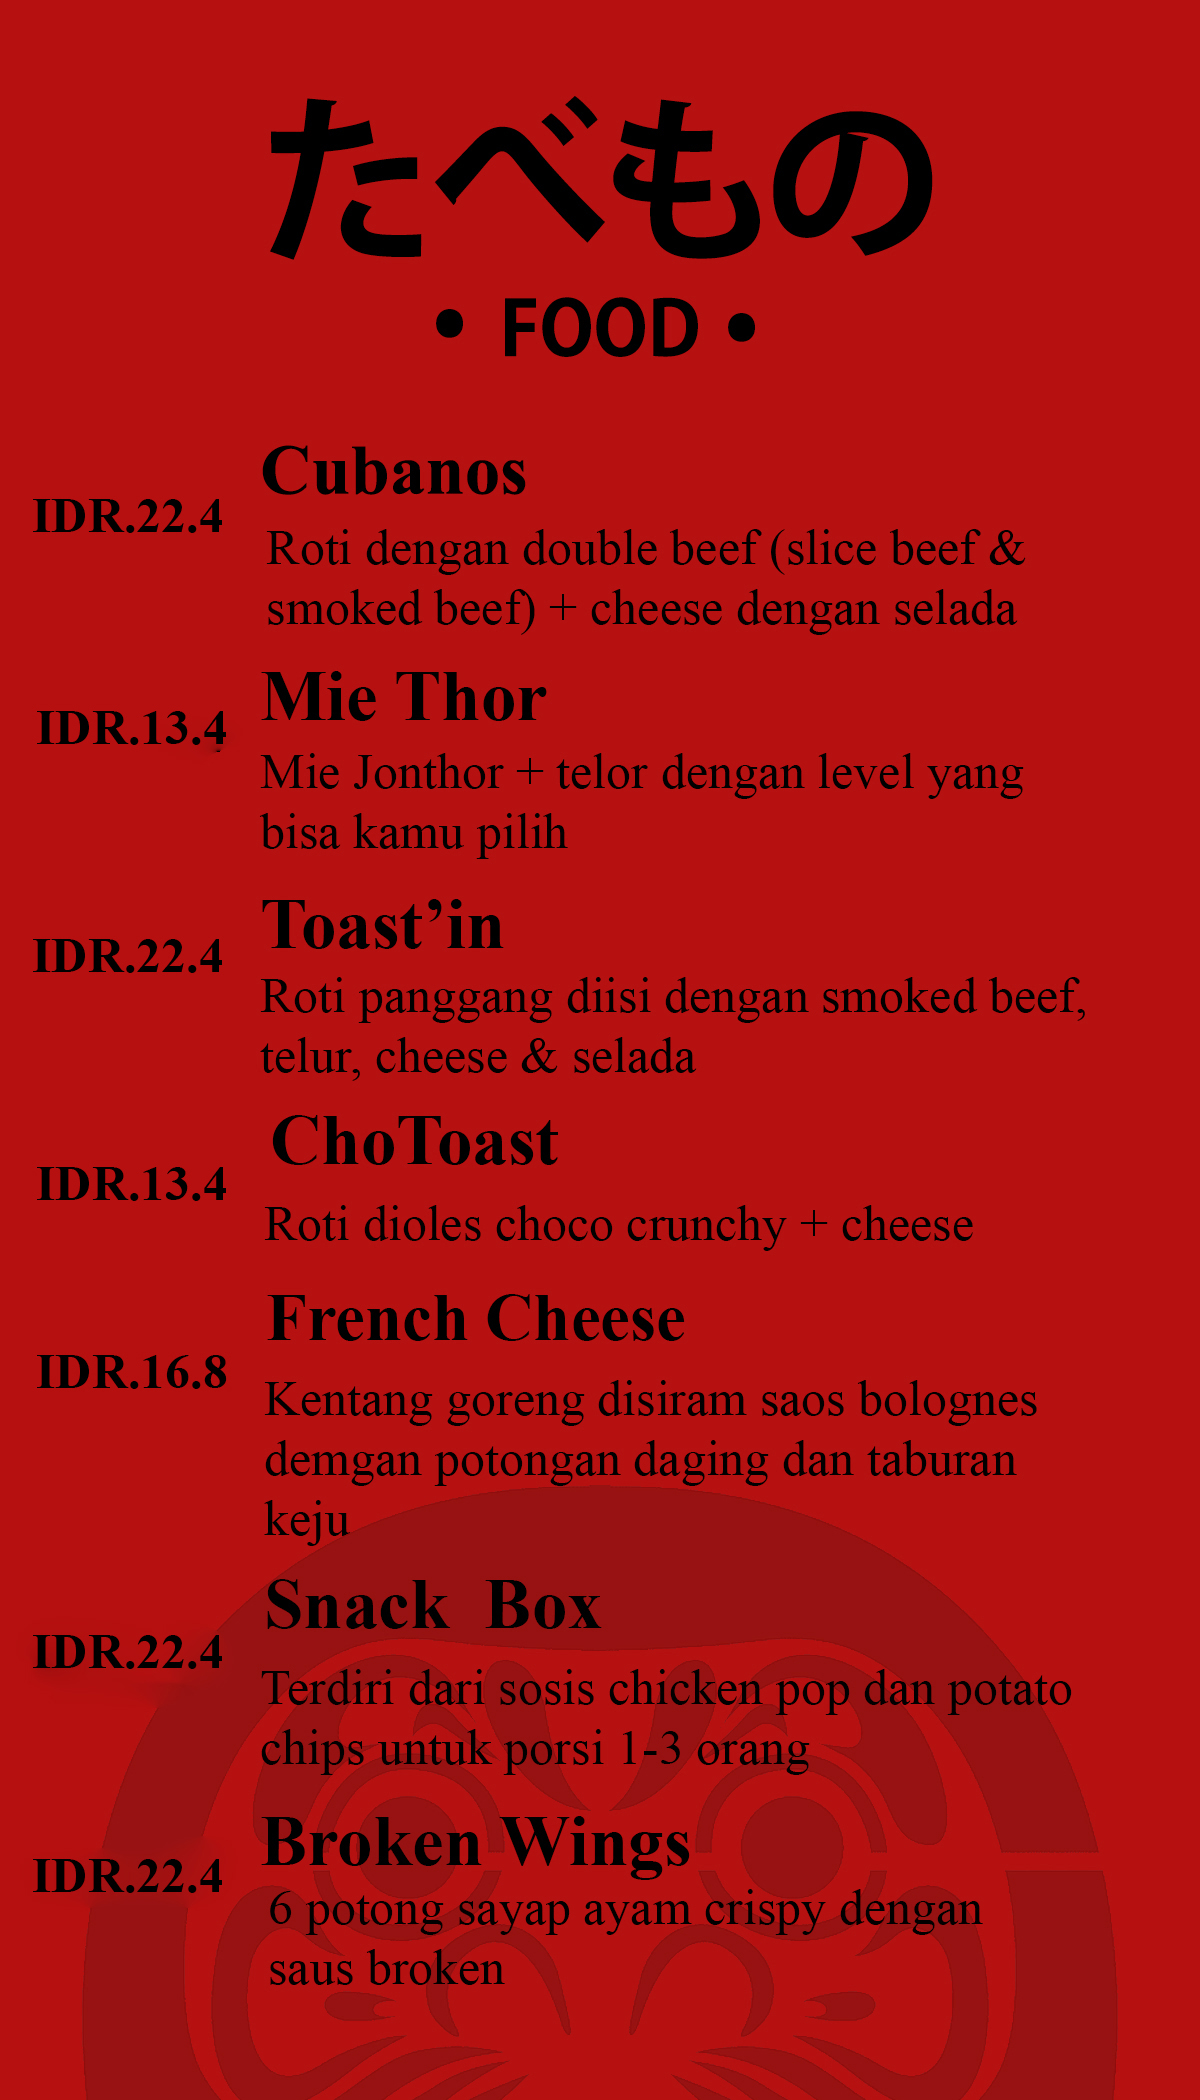 たべもの
• FOOD •
Cubanos
IDR.22.4
Roti dengan double beef (slice beef &
smoked beef) + cheese dengan selada
Mie Thor
IDR.13.4
Mie Jonthor + telor dengan level yang
bisa kamu pilih
Toast’in
IDR.22.4
Roti panggang diisi dengan smoked beef,
telur, cheese & selada
ChoToast
IDR.13.4
Roti dioles choco crunchy + cheese
French Cheese
IDR.16.8
Kentang goreng disiram saos bolognes
demgan potongan daging dan taburan
keju
Snack  Box
IDR.22.4
Terdiri dari sosis chicken pop dan potato
chips untuk porsi 1-3 orang
Broken Wings
IDR.22.4
6 potong sayap ayam crispy dengan
saus broken